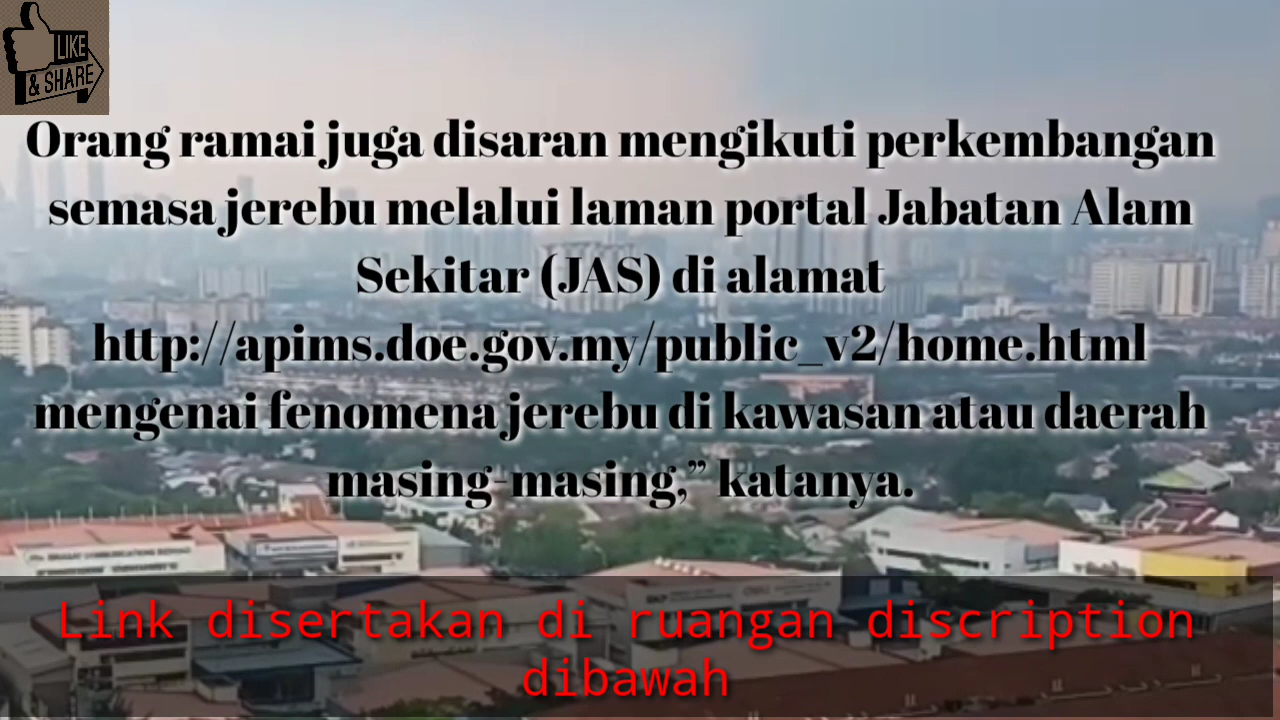 LIKE
& SHARE
Orang ramai juga disaran mengikuti perkembangan
semasa jerebu melalui laman portal Jabatan Alam
Sekitar (JAS) di alamat
http://apims.doe.gov.my/public_v2/home.html
mengenai fenomena jerebu di kawasan atau daerah
masing-masing,” katanya.
Link disertakan di ruangan discription
dibawah